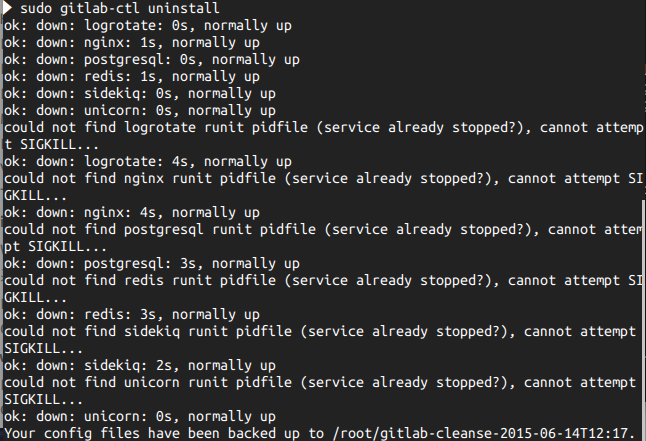 sudo gitlab-ctl uninstall
ok: down: logrotate: 0s, normally up
ok: down: nginx: 1s, normally up
ok: down: postgresql: 0s, normally up
ok: down: redis: 1s, normally up
ok: down: sidekiq: 0s, normally up
ok: down: unicorn: 0s, normally up
could not find logrotate runit pidfile (service already stopped?), cannot attemp
t SIGKILL...
ok: down: logrotate: 4s, normally up
could not find nginx runit pidfile (service already stopped?), cannot attempt SI
GKILL...
ok: down: nginx: 4s, normally up
could not find postgresql runit pidfile (service already stopped?), cannot attem
pt SIGKILL...
ok: down: postgresql: 3s, normally up
could not find redis runit pidfile (service already stopped?), cannot attempt SI
GKILL...
ok: down: redis: 3s, normally up
could not find sidekiq runit pidfile (service already stopped?), cannot attempt
SIGKILL...
ok: down: sidekiq: 2s, normally up
could not find unicorn runit pidfile (service already stopped?), cannot attempt
SIGKILL...
ok: down: unicorn: 0s, normally up
Your config files have been backed up to /root/gitlab-cleanse-2015-06-14T12:17.